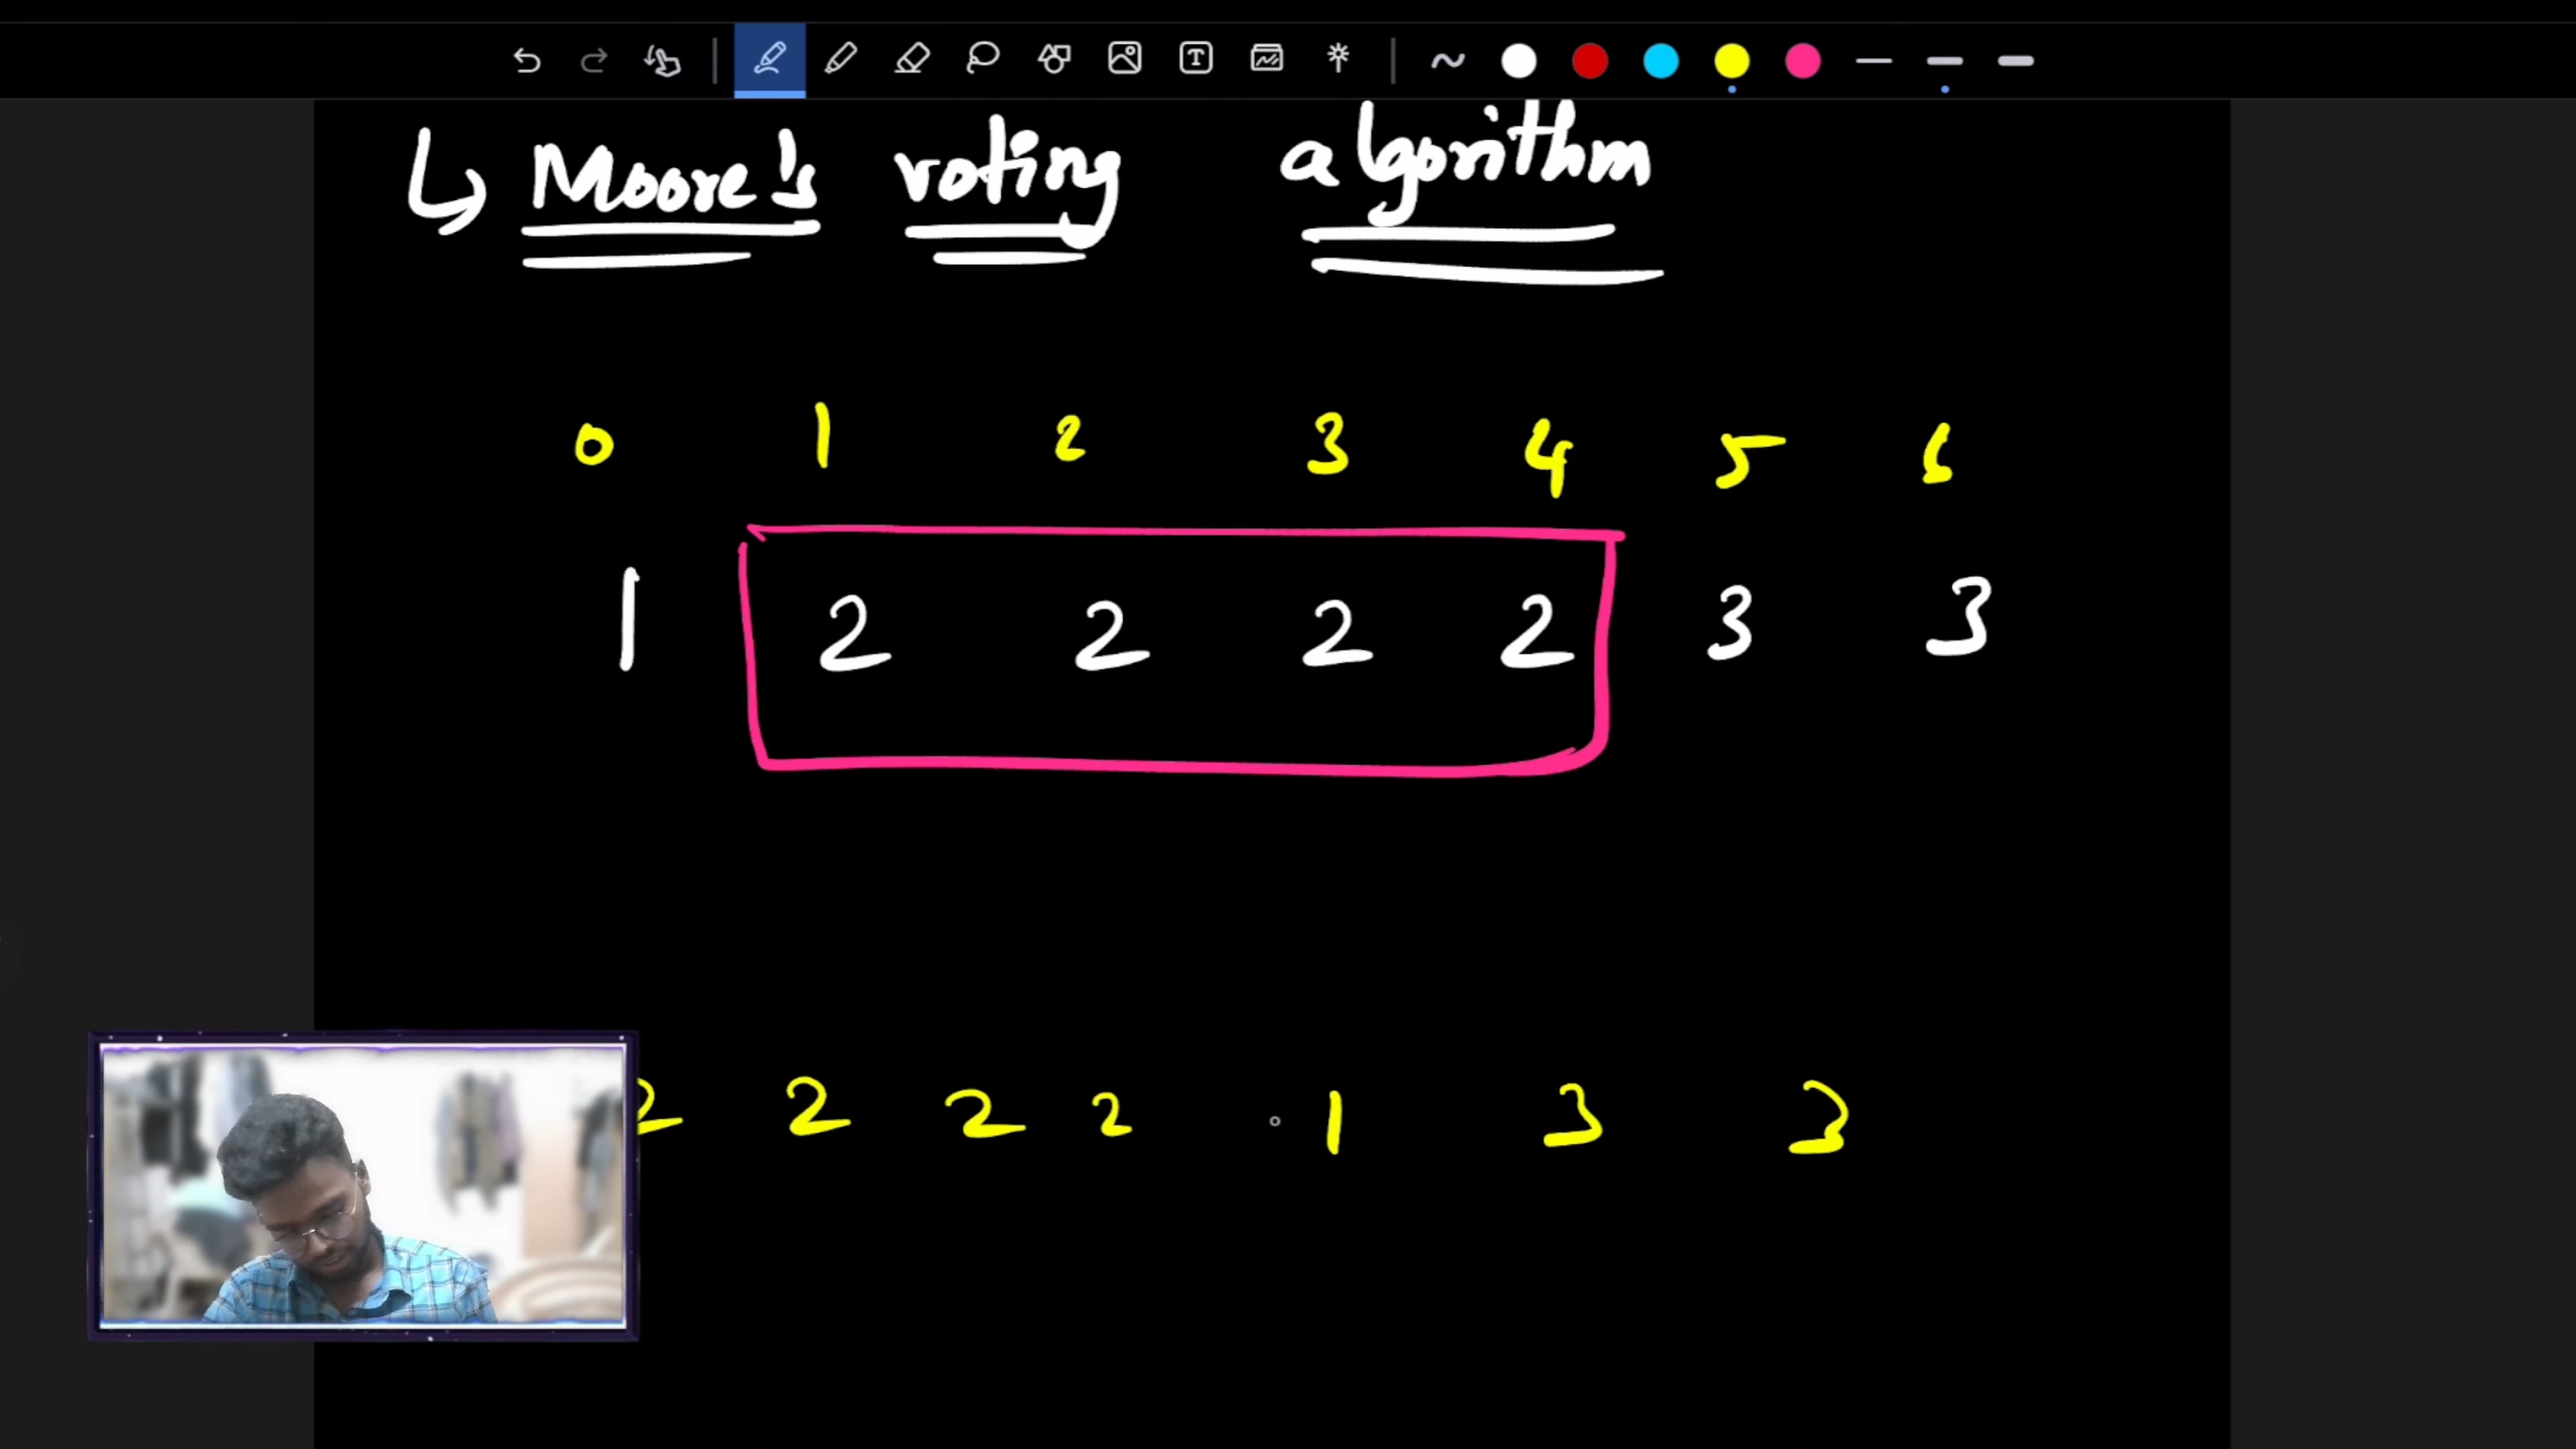 ↳ Moore's voting algorithm
0 1 2 3 4 5 6
1 2 2 2 2 3 3
2 2 2 2 1 3 3